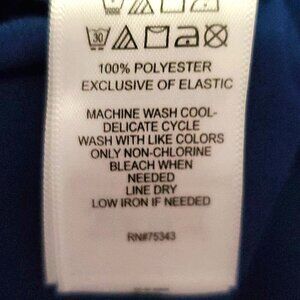 30
100% POLYESTER
EXCLUSIVE OF ELASTIC
MACHINE WASH COOL-
DELICATE CYCLE
WASH WITH LIKE COLORS
ONLY NON-CHLORINE
BLEACH WHEN
NEEDED
LINE DRY
LOW IRON IF NEEDED
RN#75343